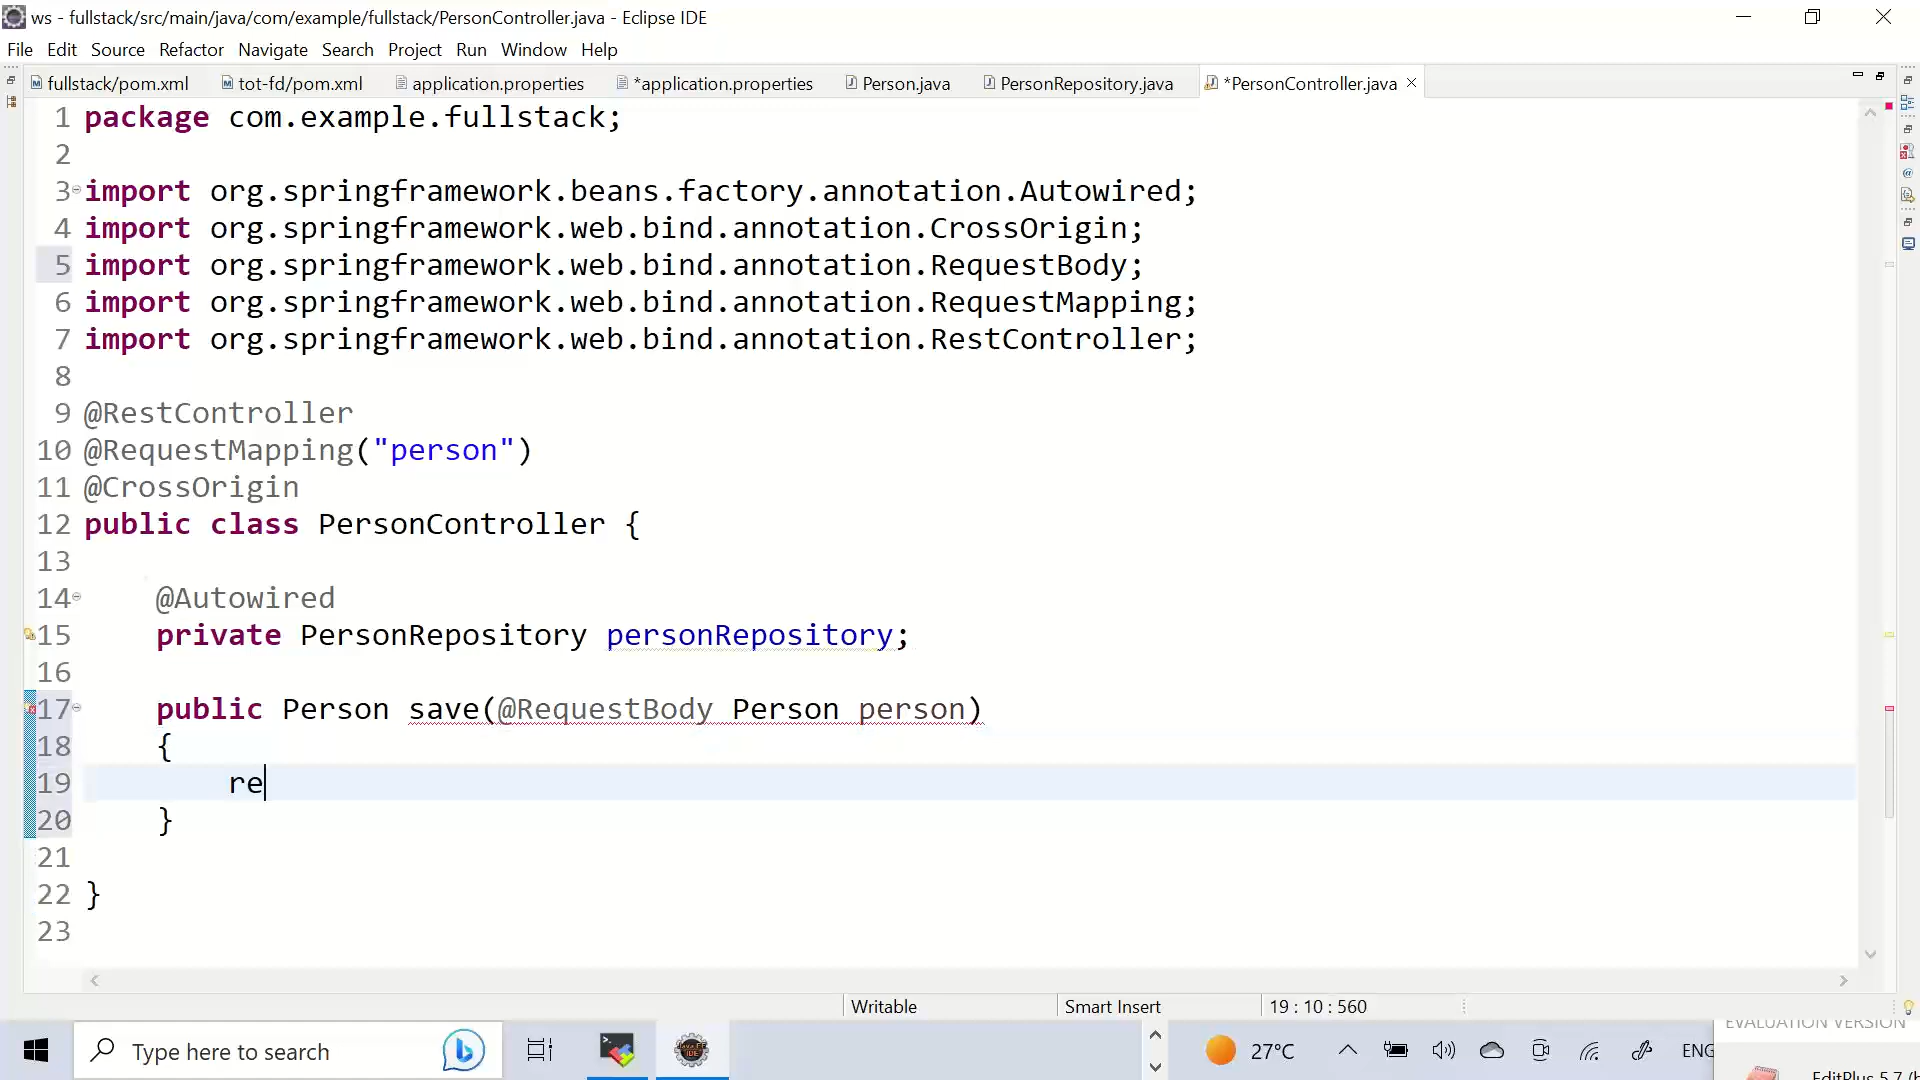 ws - fullstack/src/main/java/com/example/fullstack/PersonController.java - Eclipse IDE
File Edit Source Refactor Navigate Search Project Run Window Help
fullstack/pom.xml tot-fd/pom.xml application.properties *application.properties Person.java PersonRepository.java *PersonController.java
1 package com.example.fullstack;
2
3 import org.springframework.beans.factory.annotation.Autowired;
4 import org.springframework.web.bind.annotation.CrossOrigin;
5 import org.springframework.web.bind.annotation.RequestBody;
6 import org.springframework.web.bind.annotation.RequestMapping;
7 import org.springframework.web.bind.annotation.RestController;
8
9 @RestController
10 @RequestMapping("person")
11 @CrossOrigin
12 public class PersonController {
13
14 @Autowired
15 private PersonRepository personRepository;
16
17 public Person save(@RequestBody Person person)
18 {
19 re
20 }
21
22 }
23
Writable Smart Insert 19 : 10 : 560
EVALUATION VERSION
Type here to search 27°C ENG
EditPlus 5.7